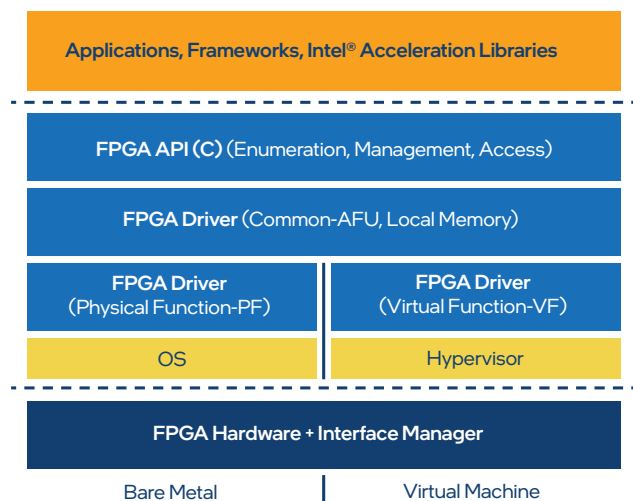 Applications, Frameworks, Intel® Acceleration Libraries
FPGA API (C) (Enumeration, Management, Access)
FPGA Driver (Common-AFU, Local Memory)
FPGA Driver
(Physical Function-PF)
FPGA Driver
(Virtual Function-VF)
OS
Hypervisor
FPGA Hardware + Interface Manager
Bare Metal
Virtual Machine